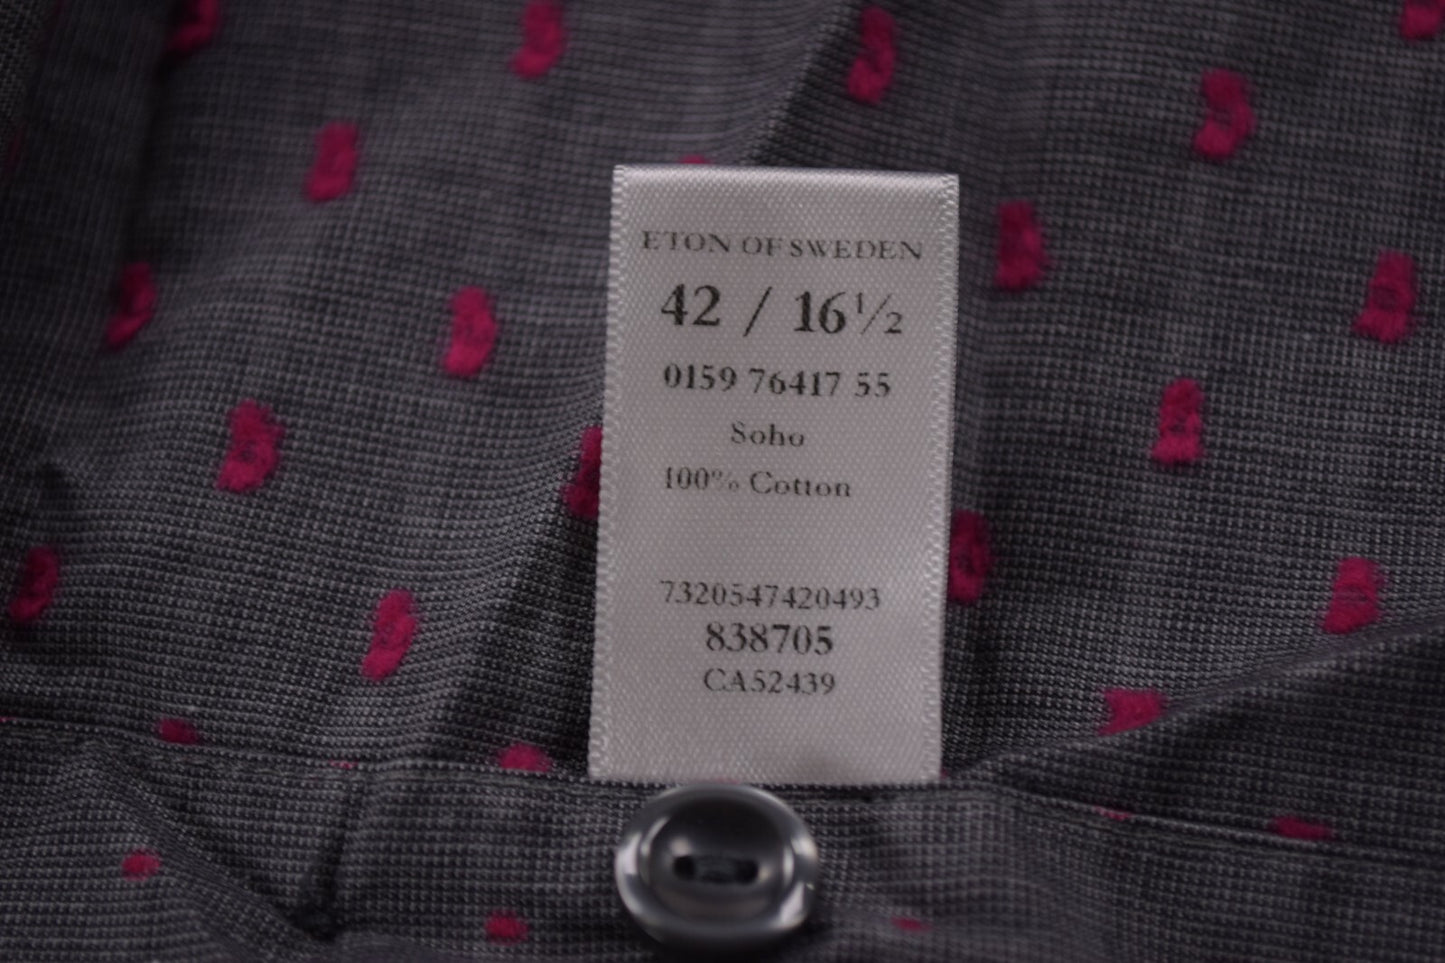 ETON OF SWEDEN
42 / 16½
0159 76417 55
Soho
100% Cotton
7320547420493
838705
CA52439